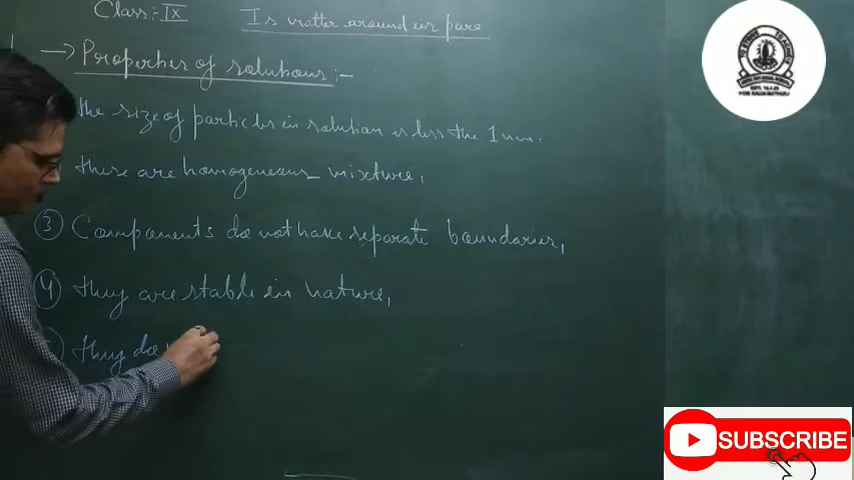 Class:- IX Is matter around us pure
→ Properties of solutions:-
the size of particles in solution is less the 1nm.
these are homogeneous mixture,
③ Components do not have separate boundaries,
④ they are stable in nature,
they do
SUBSCRIBE